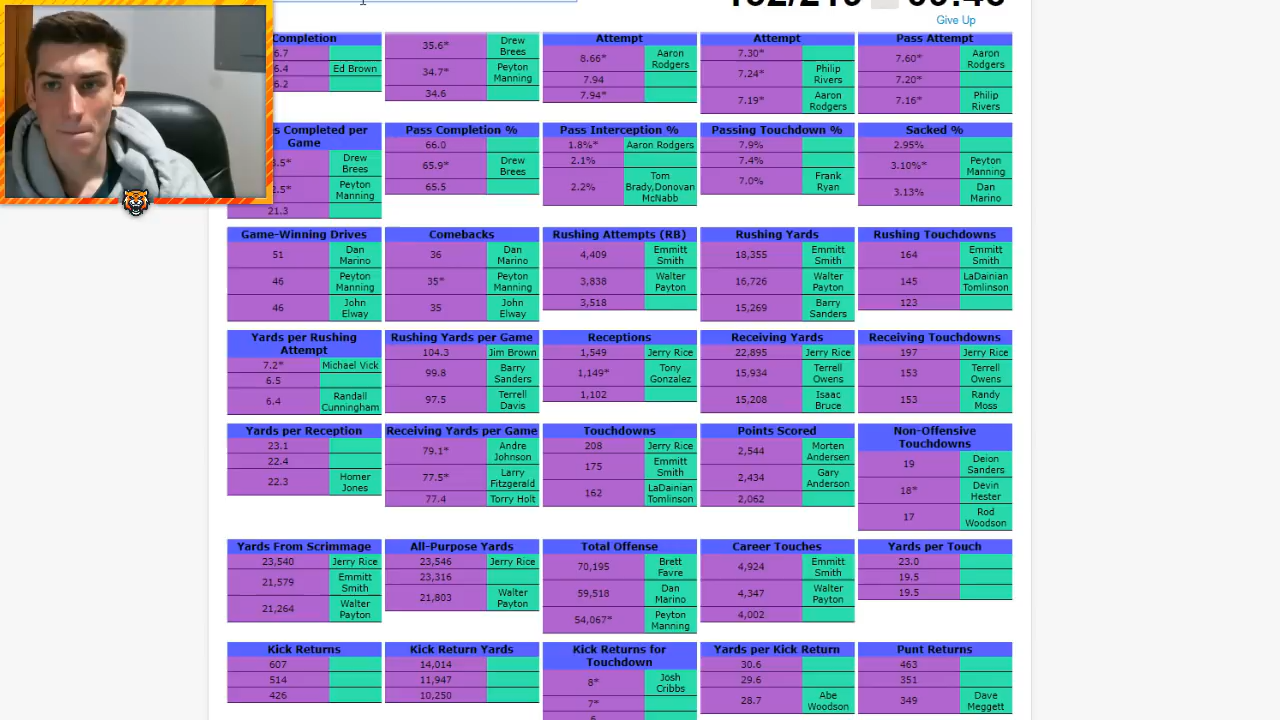 Give Up
Completion
Ed Brown
35.6* Drew Brees
34.7* Peyton Manning
34.6
Attempt
8.66* Aaron Rodgers
7.94
7.94*
Attempt
7.30*
7.24* Philip Rivers
7.19* Aaron Rodgers
Pass Attempt
7.60* Aaron Rodgers
7.20*
7.16* Philip Rivers
Completed per Game
Drew Brees
Peyton Manning
21.3
Pass Completion %
66.0
65.9* Drew Brees
65.5
Pass Interception %
1.8%* Aaron Rodgers
2.1%
2.2% Tom Brady,Donovan McNabb
Passing Touchdown %
7.9%
7.4%
7.0% Frank Ryan
Sacked %
2.95%
3.10%* Peyton Manning
3.13% Dan Marino
Game-Winning Drives
51 Dan Marino
46 Peyton Manning
46 John Elway
Comebacks
36 Dan Marino
35* Peyton Manning
35 John Elway
Rushing Attempts (RB)
4,409 Emmitt Smith
3,838 Walter Payton
3,518
Rushing Yards
18,355 Emmitt Smith
16,726 Walter Payton
15,269 Barry Sanders
Rushing Touchdowns
164 Emmitt Smith
145 LaDainian Tomlinson
123
Yards per Rushing Attempt
7.2* Michael Vick
6.5
6.4 Randall Cunningham
Rushing Yards per Game
104.3 Jim Brown
99.8 Barry Sanders
97.5 Terrell Davis
Receptions
1,549 Jerry Rice
1,149* Tony Gonzalez
1,102
Receiving Yards
22,895 Jerry Rice
15,934 Terrell Owens
15,208 Isaac Bruce
Receiving Touchdowns
197 Jerry Rice
153 Terrell Owens
153 Randy Moss
Yards per Reception
23.1
22.4
22.3 Homer Jones
Receiving Yards per Game
79.1* Andre Johnson
77.5* Larry Fitzgerald
77.4 Torry Holt
Touchdowns
208 Jerry Rice
175 Emmitt Smith
162 LaDainian Tomlinson
Points Scored
2,544 Morten Andersen
2,434 Gary Anderson
2,062
Non-Offensive Touchdowns
19 Deion Sanders
18* Devin Hester
17 Rod Woodson
Yards From Scrimmage
23,540 Jerry Rice
21,579 Emmitt Smith
21,264 Walter Payton
All-Purpose Yards
23,546 Jerry Rice
23,316
21,803 Walter Payton
Total Offense
70,195 Brett Favre
59,518 Dan Marino
54,067* Peyton Manning
Career Touches
4,924 Emmitt Smith
4,347 Walter Payton
4,002
Yards per Touch
23.0
19.5
19.5
Kick Returns
607
514
426
Kick Return Yards
14,014
11,947
10,250
Kick Returns for Touchdown
8* Josh Cribbs
7*
Yards per Kick Return
30.6
29.6
28.7 Abe Woodson
Punt Returns
463
351
349 Dave Meggett